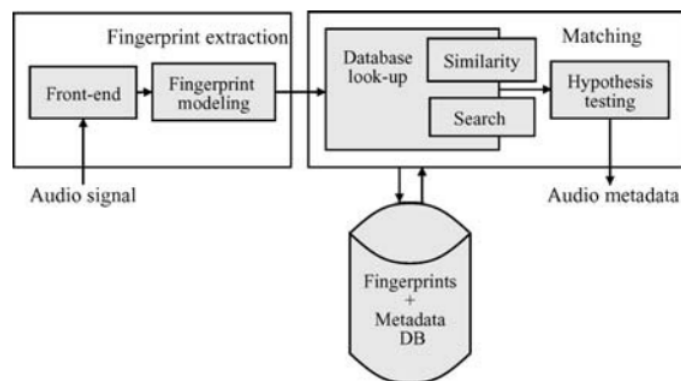 Fingerprint extraction
Front-end
Fingerprint
modeling
Audio signal
Matching
Database
look-up
Similarity
Search
Hypothesis
testing
Audio metadata
Fingerprints
+
Metadata
DB